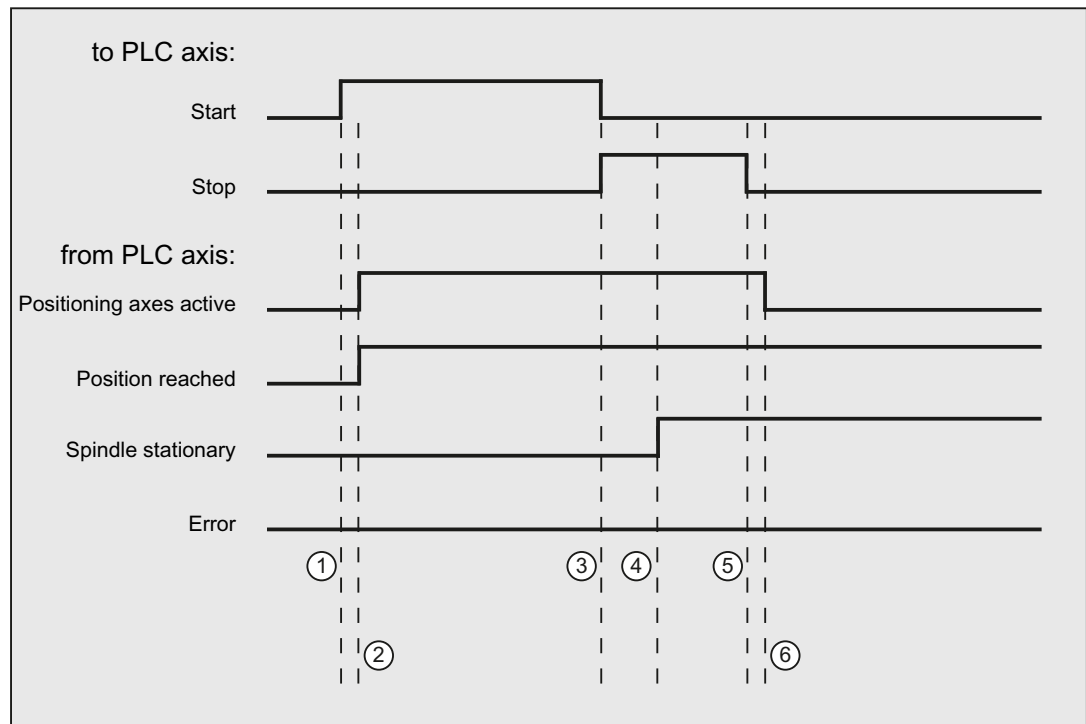 to PLC axis:
Start
Stop
from PLC axis:
Positioning axes active
Position reached
Spindle stationary
Error
1 3 4 5
2 6